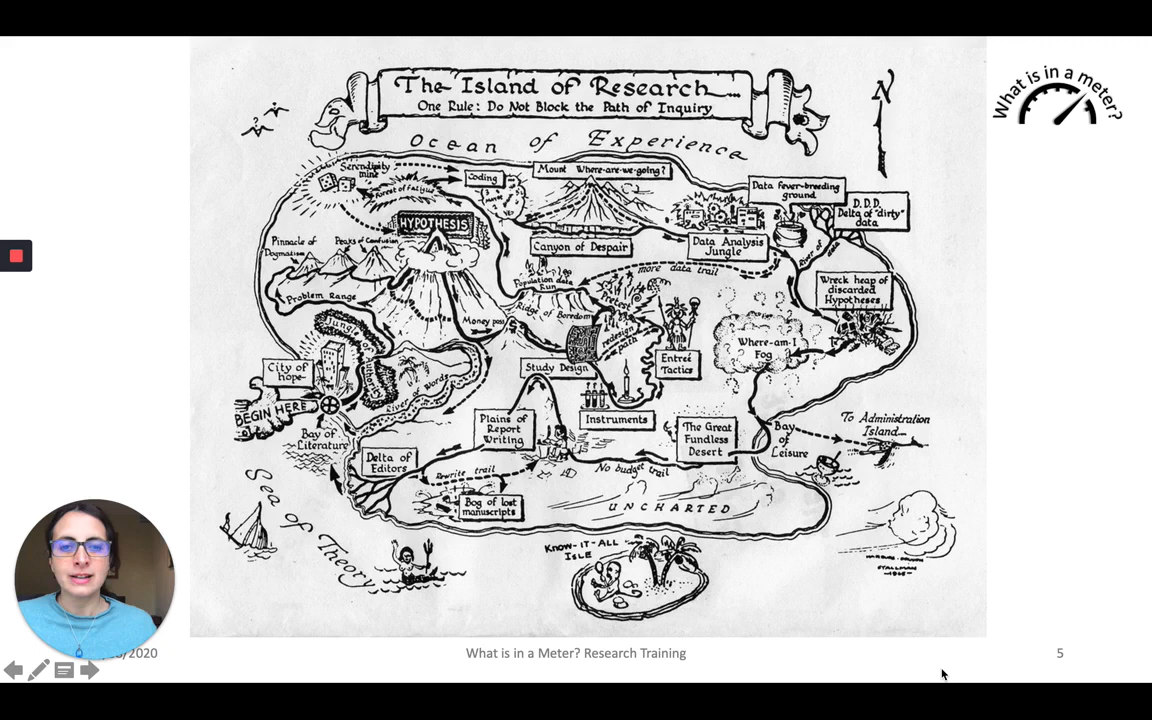 The Island of Research
One Rule: Do Not Block the Path of Inquiry
What is in a meter?
N
Ocean of Experience
Serendipity
mine
Forest of fatigue
Coding
Mount Where-are-we-going?
Data fever-breeding
ground
D. D. D.
Delta of "dirty"
data
HYPOTHESIS
Pinnacle of
Dogmatism
Peaks of Confusion
Canyon of Despair
Data Analysis
Jungle
River of
data
more data trail
Population data
Run
Pretest
Wreck heap of
discarded
Hypotheses
Problem Range
Money pass
Ridge of Boredom
redesign
path
Where-am-I
Fog
Jungle
of
Authority
City of
hope
Study Design
Entreé
Tactics
River of Words
BEGIN HERE
Instruments
Plains of
Report
Writing
The Great
Fundless
Desert
Bay
of
Leisure
To Administration
Island
Bay of
Literature
Delta of
Editors
Rewrite trail
No budget trail
Bog of lost
manuscripts
UNCHARTED
Sea of Theory
KNOW-IT-ALL
ISLE
/2020
What is in a Meter? Research Training
5